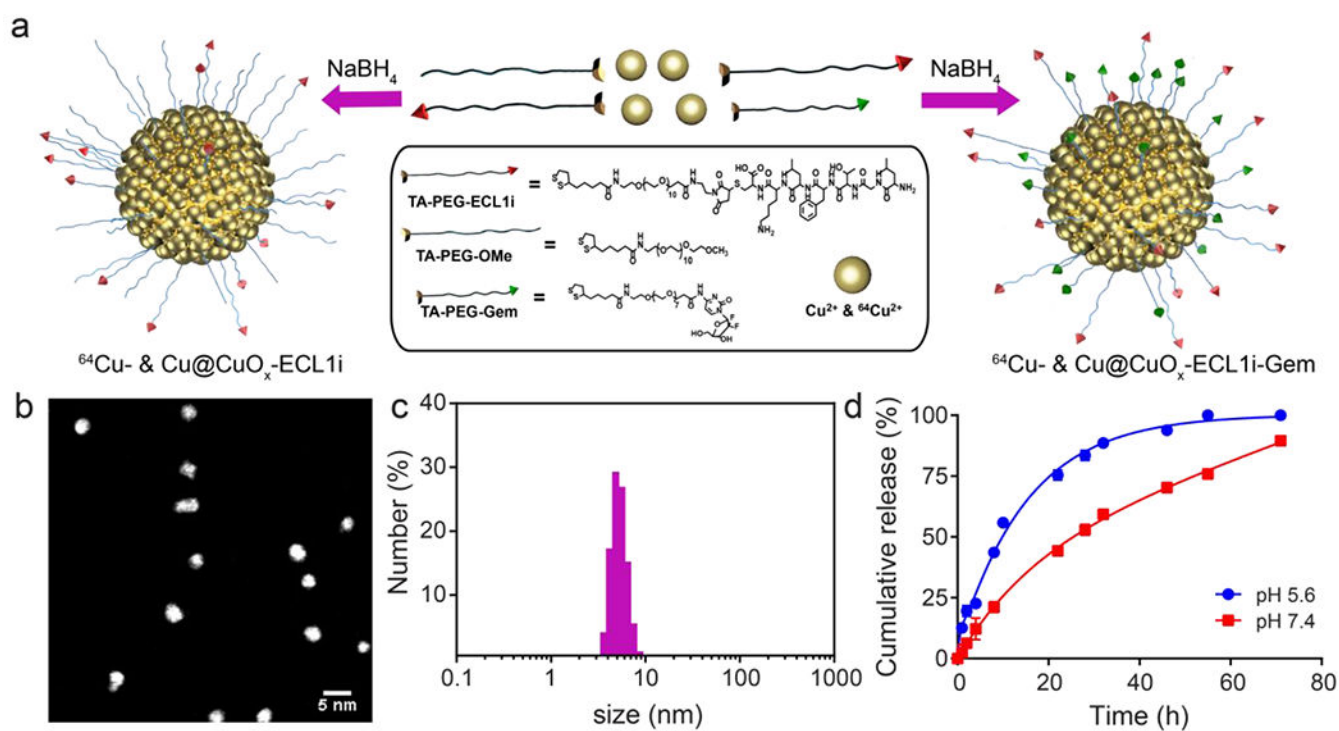 a
NaBH4
NaBH4
TA-PEG-ECL1i
=
TA-PEG-OMe
=
TA-PEG-Gem
=
Cu2+ & 64Cu2+
64Cu- & Cu@CuOx-ECL1i
64Cu- & Cu@CuOx-ECL1i-Gem
b
5 nm
c
Number (%)
40
30
20
10
0.1 1 10 100 1000
size (nm)
d
Cumulative release (%)
100
75
50
25
0
pH 5.6
pH 7.4
0 20 40 60 80
Time (h)